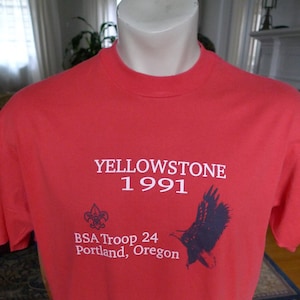 YELLOWSTONE
1991
BSA Troop 24
Portland, Oregon